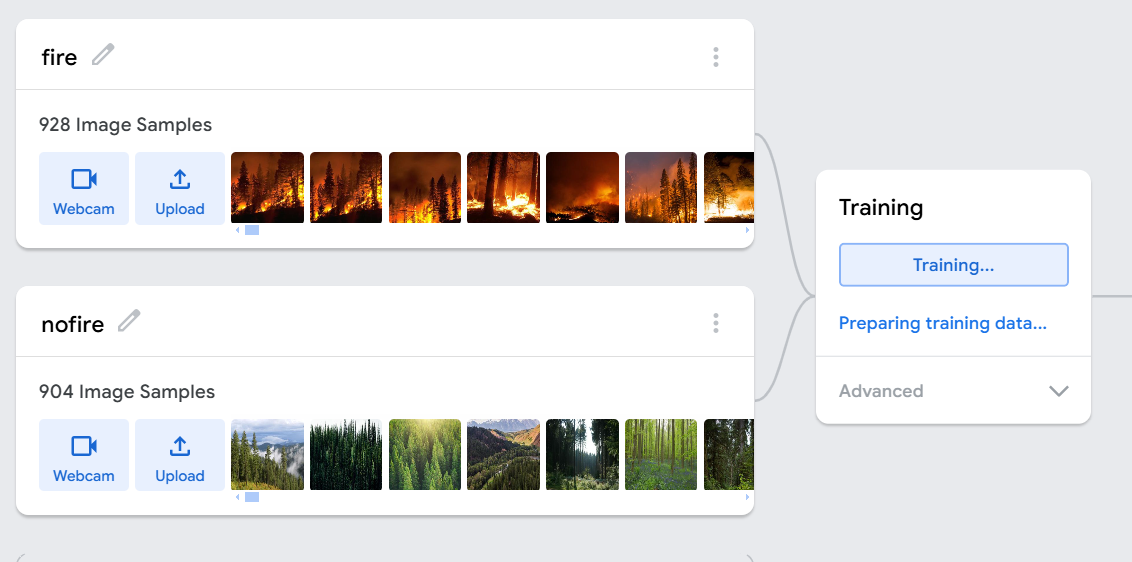 fire
928 Image Samples
Webcam
Upload
nofire
904 Image Samples
Webcam
Upload
Training
Training...
Preparing training data...
Advanced